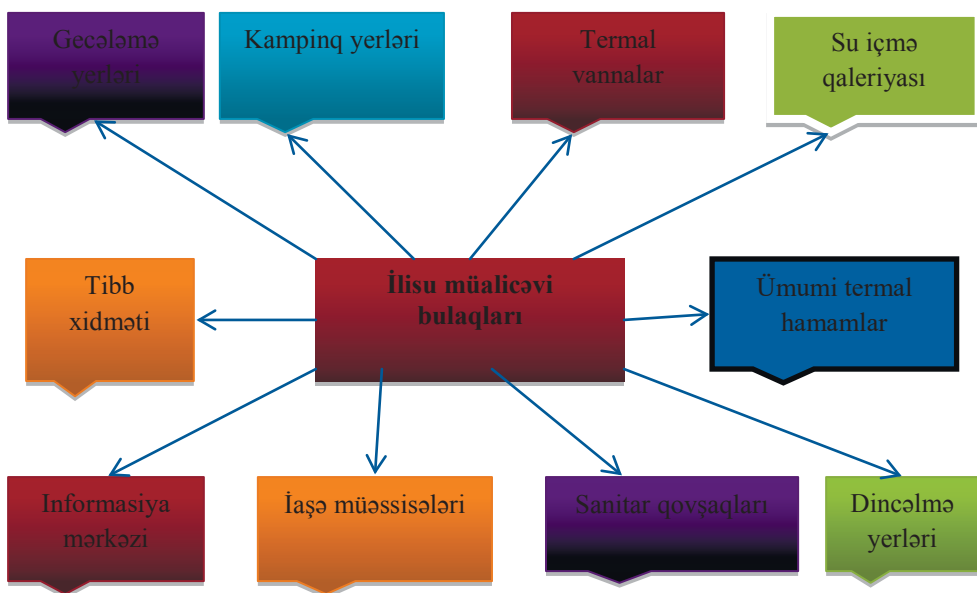 Gecələmə
yerləri
Kampinq yerləri
Termal
vannalar
Su içmə
qaleriyası
Tibb
xidməti
İlisu müalicəvi
bulaqları
Ümumi termal
hamamlar
Informasiya
mərkəzi
İaşə müəssisələri
Sanitar qovşaqları
Dincəlmə
yerləri